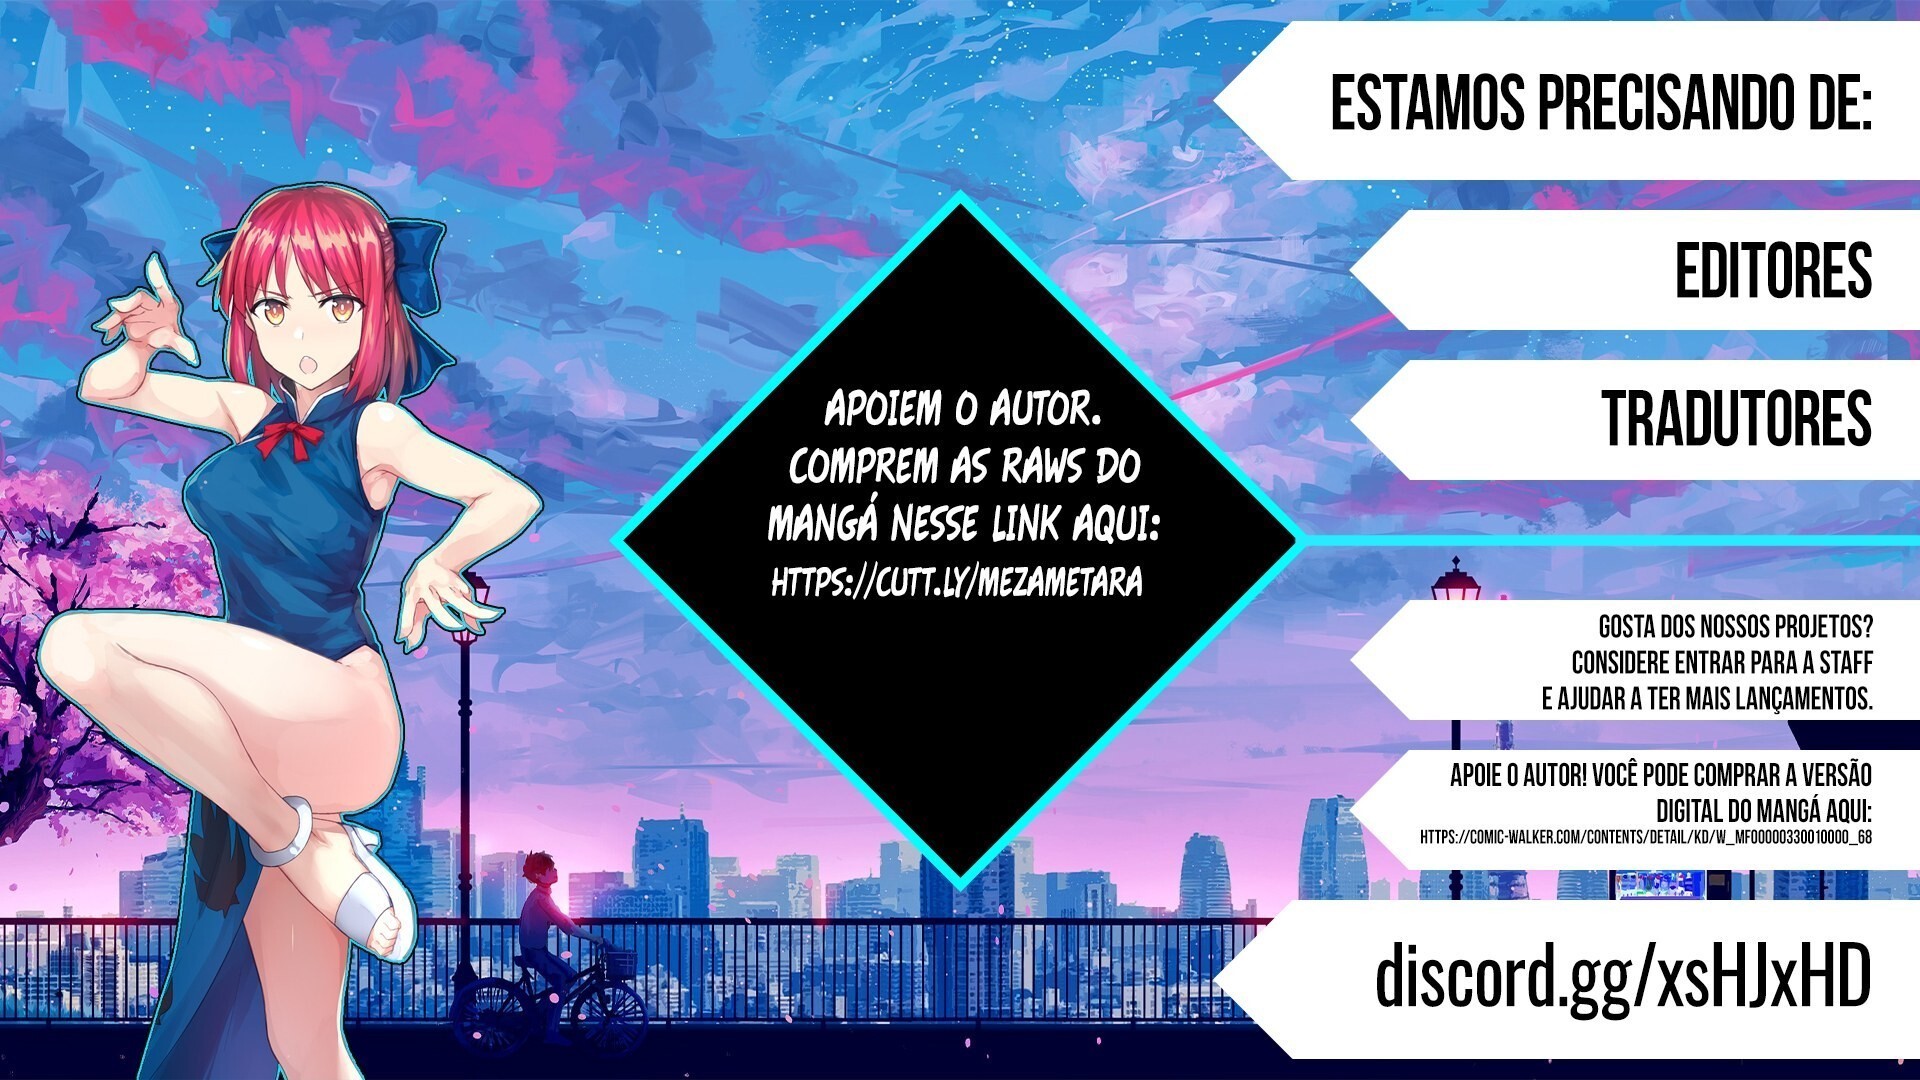 ESTAMOS PRECISANDO DE:
EDITORES
TRADUTORES
APOIEM O AUTOR.
COMPREM AS RAWS DO
MANGÁ NESSE LINK AQUI:
HTTPS://CUTT.LY/MEZAMETARA
GOSTA DOS NOSSOS PROJETOS?
CONSIDERE ENTRAR PARA A STAFF
E AJUDAR A TER MAIS LANÇAMENTOS.
APOIE O AUTOR! VOCÊ PODE COMPRAR A VERSÃO
DIGITAL DO MANGÁ AQUI:
HTTPS://COMIC-WALKER.COM/CONTENTS/DETAIL/KD/W_MF00000330010000_68
discord.gg/xsHJxHD